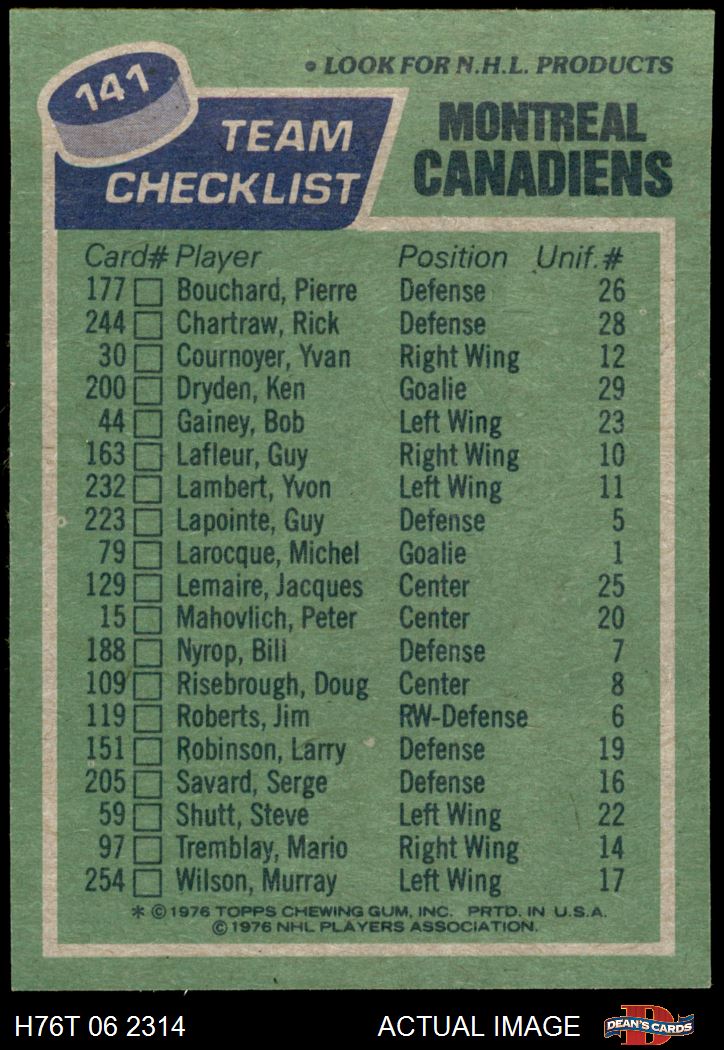 • LOOK FOR N.H.L. PRODUCTS
141
TEAM CHECKLIST
MONTREAL CANADIENS
Card# Player Position Unif. #
177 Bouchard, Pierre Defense 26
244 Chartraw, Rick Defense 28
30 Cournoyer, Yvan Right Wing 12
200 Dryden, Ken Goalie 29
44 Gainey, Bob Left Wing 23
163 Lafleur, Guy Right Wing 10
232 Lambert, Yvon Left Wing 11
223 Lapointe, Guy Defense 5
79 Larocque, Michel Goalie 1
129 Lemaire, Jacques Center 25
15 Mahovlich, Peter Center 20
188 Nyrop, Bill Defense 7
109 Risebrough, Doug Center 8
119 Roberts, Jim RW-Defense 6
151 Robinson, Larry Defense 19
205 Savard, Serge Defense 16
59 Shutt, Steve Left Wing 22
97 Tremblay, Mario Right Wing 14
254 Wilson, Murray Left Wing 17
* © 1976 TOPPS CHEWING GUM, INC. PRTD. IN U.S.A.
© 1976 NHL PLAYERS ASSOCIATION.
H76T 06 2314 ACTUAL IMAGE D DEAN'S CARDS